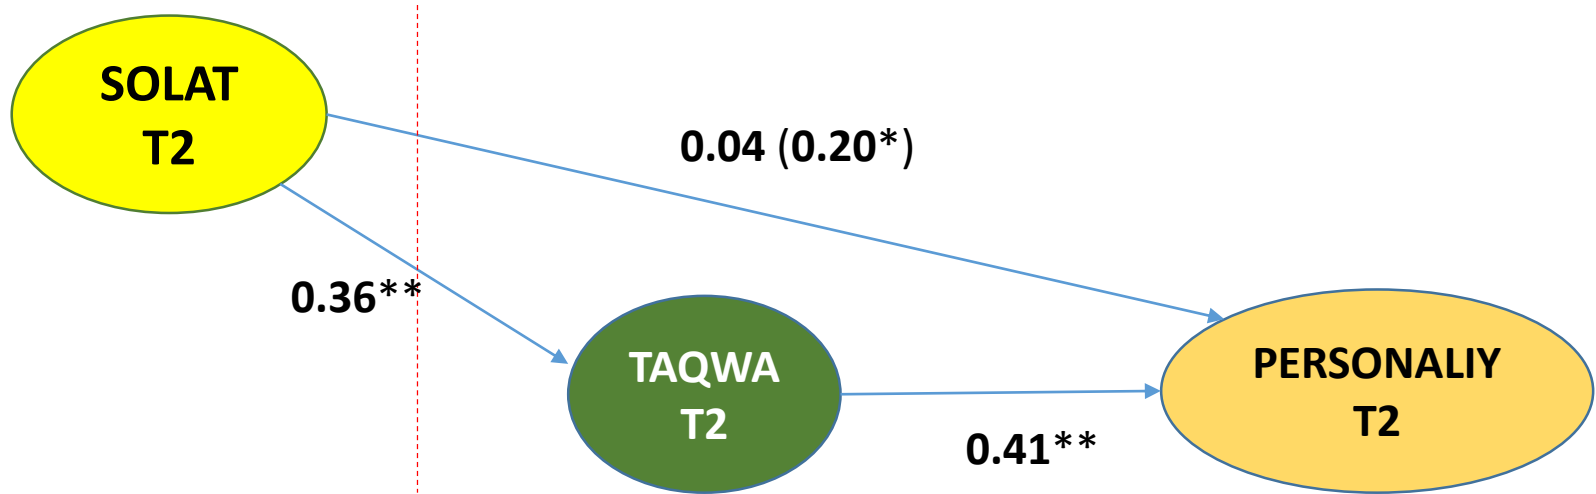 SOLAT
T2
0.04 (0.20*)
0.36**
TAQWA
T2
0.41**
PERSONALIY
T2